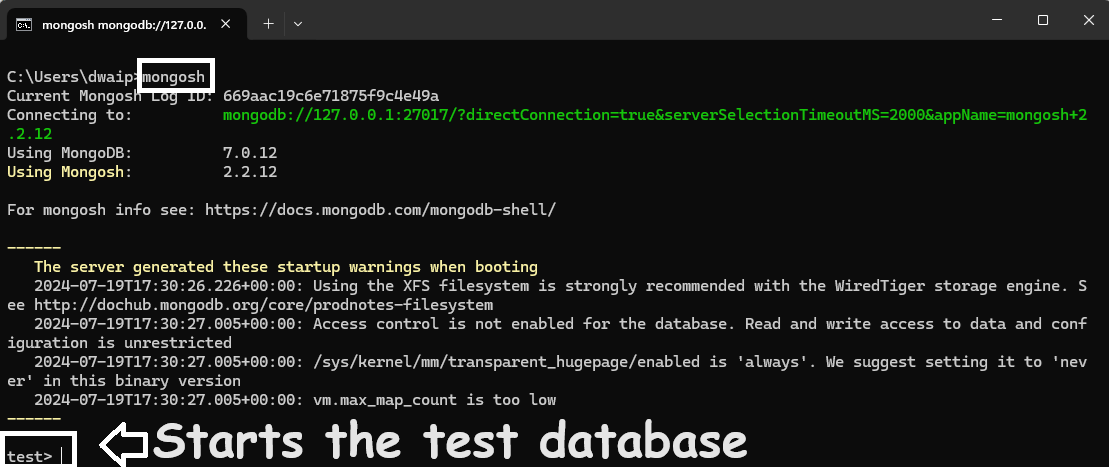 mongosh mongodb://127.0.0.
C:\Users\dwaip>mongosh
Current Mongosh Log ID: 669aac19c6e71875f9c4e49a
Connecting to: mongodb://127.0.0.1:27017/?directConnection=true&serverSelectionTimeoutMS=2000&appName=mongosh+2
.2.12
Using MongoDB: 7.0.12
Using Mongosh: 2.2.12
For mongosh info see: https://docs.mongodb.com/mongodb-shell/
------
The server generated these startup warnings when booting
2024-07-19T17:30:26.226+00:00: Using the XFS filesystem is strongly recommended with the WiredTiger storage engine. S
ee http://dochub.mongodb.org/core/prodnotes-filesystem
2024-07-19T17:30:27.005+00:00: Access control is not enabled for the database. Read and write access to data and conf
iguration is unrestricted
2024-07-19T17:30:27.005+00:00: /sys/kernel/mm/transparent_hugepage/enabled is 'always'. We suggest setting it to 'nev
er' in this binary version
2024-07-19T17:30:27.005+00:00: vm.max_map_count is too low
------
test> Starts the test database